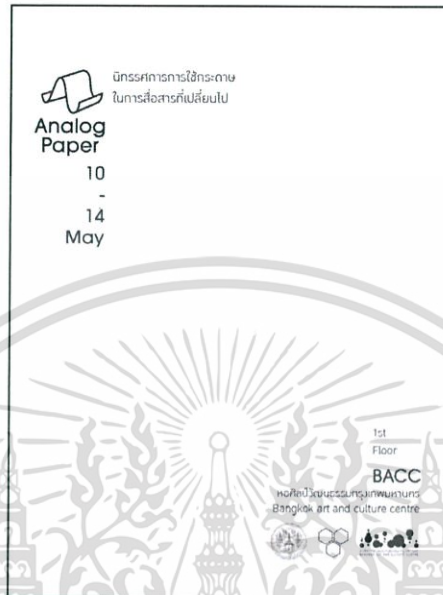 นิทรรศการการใช้กระดาษ
ในการสื่อสารที่เปลี่ยนไป
Analog
Paper
10
-
14
May
1st
Floor
BACC
หอศิลปวัฒนธรรมกรุงเทพมหานคร
Bangkok art and culture centre